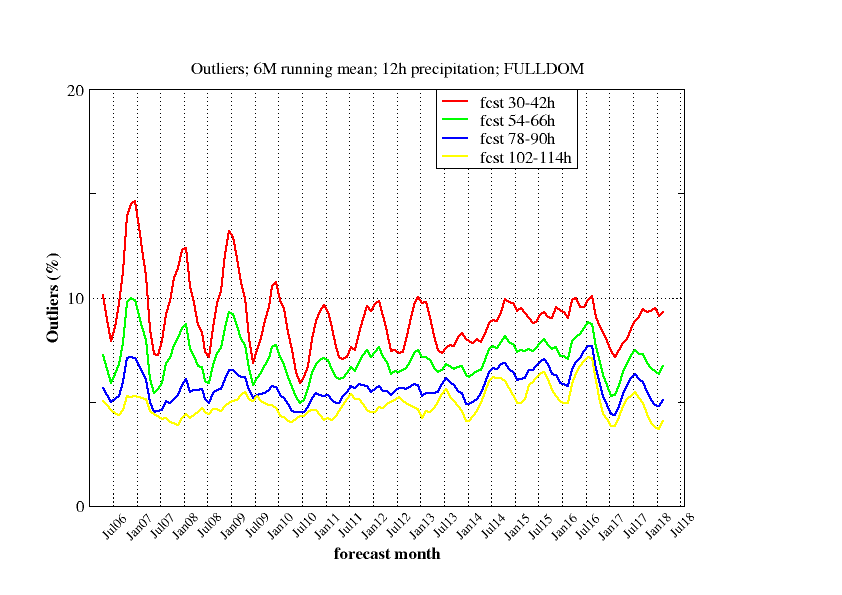 Outliers; 6M running mean; 12h precipitation; FULLDOM
20
fcst 30-42h
fcst 54-66h
fcst 78-90h
fcst 102-114h
10
Outliers (%)
0
Jul06 Jan07 Jul07 Jan08 Jul08 Jan09 Jul09 Jan10 Jul10 Jan11 Jul11 Jan12 Jul12 Jan13 Jul13 Jan14 Jul14 Jan15 Jul15 Jan16 Jul16 Jan17 Jul17 Jan18 Jul18
forecast month